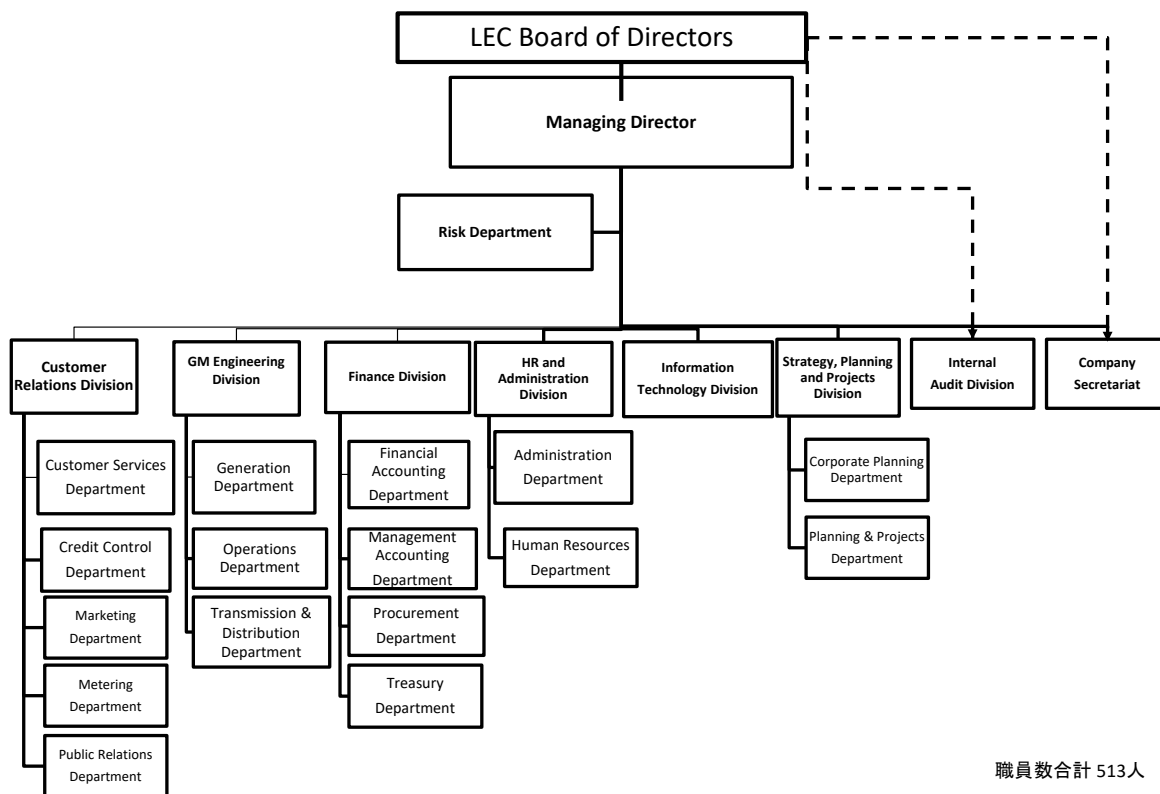 LEC Board of Directors
Managing Director
Risk Department
Customer
Relations Division
GM Engineering
Division
Finance Division
HR and
Administration
Division
Information
Technology Division
Strategy, Planning
and Projects
Division
Internal
Audit Division
Company
Secretariat
Customer Services
Department
Credit Control
Department
Marketing
Department
Metering
Department
Public Relations
Department
Generation
Department
Operations
Department
Transmission &
Distribution
Department
Financial
Accounting
Department
Management
Accounting
Department
Procurement
Department
Treasury
Department
Administration
Department
Human Resources
Department
Corporate Planning
Department
Planning & Projects
Department
職員数合計 513人